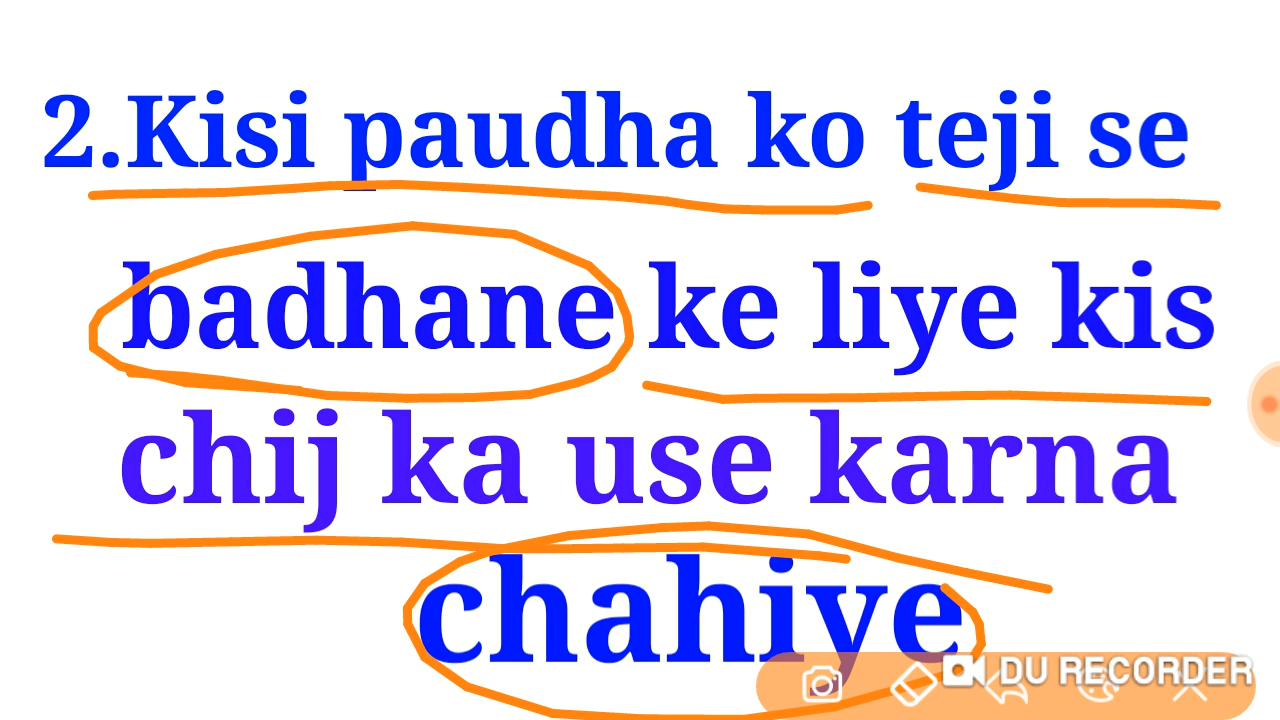 2.Kisi paudha ko teji se
badhane ke liye kis
chij ka use karna
chahiye
DU RECORDER